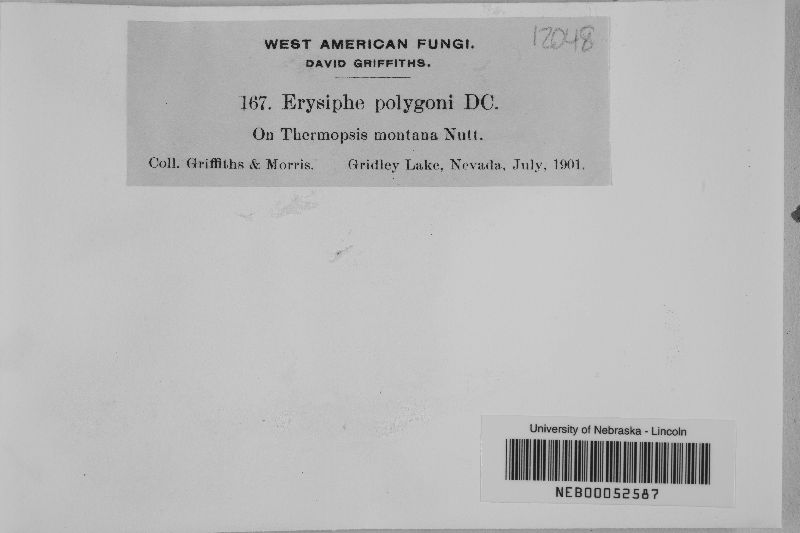 12048
WEST AMERICAN FUNGI.
DAVID GRIFFITHS.
167. Erysiphe polygoni DC.
On Thermopsis montana Nutt.
Coll. Griffiths & Morris. Gridley Lake, Nevada, July, 1901.
University of Nebraska - Lincoln
NEB00052587